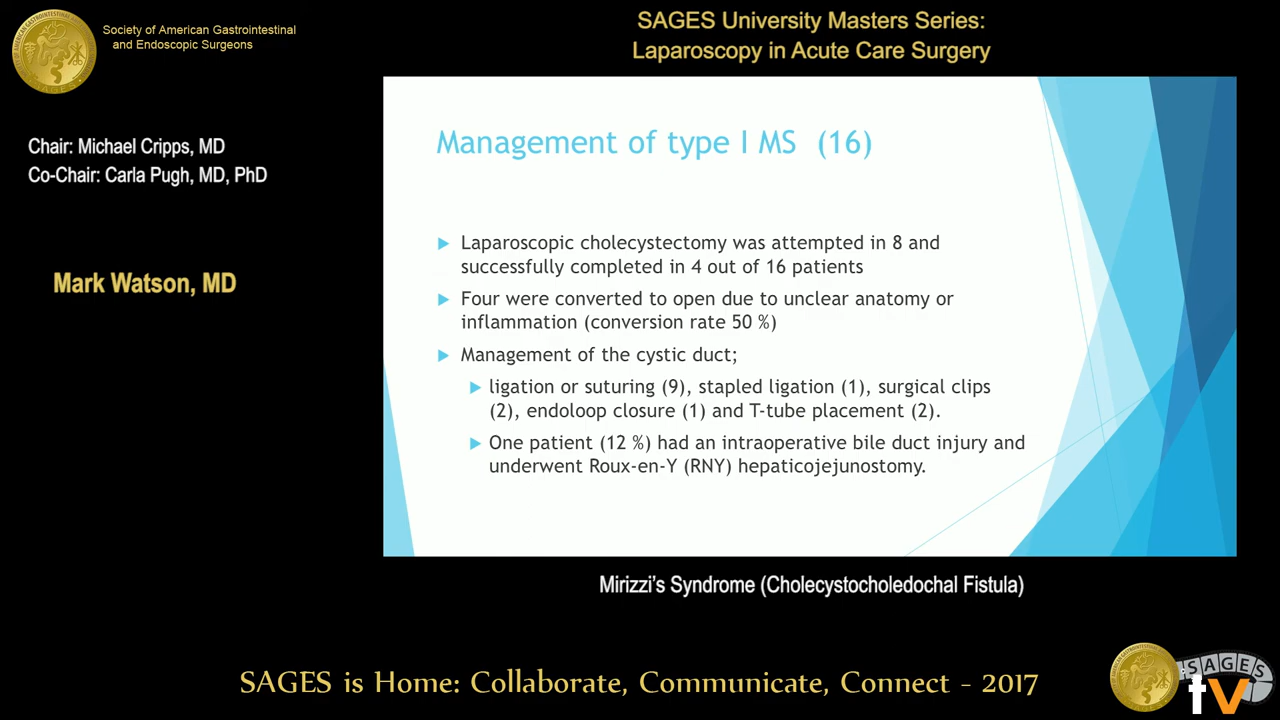 Society of American Gastrointestinal
and Endoscopic Surgeons
SAGES University Masters Series:
Laparoscopy in Acute Care Surgery
Chair: Michael Cripps, MD
Co-Chair: Carla Pugh, MD, PhD
Mark Watson, MD
Management of type I MS (16)
Laparoscopic cholecystectomy was attempted in 8 and
successfully completed in 4 out of 16 patients
Four were converted to open due to unclear anatomy or
inflammation (conversion rate 50 %)
Management of the cystic duct;
ligation or suturing (9), stapled ligation (1), surgical clips
(2), endoloop closure (1) and T-tube placement (2).
One patient (12 %) had an intraoperative bile duct injury and
underwent Roux-en-Y (RNY) hepaticojejunostomy.
Mirizzi's Syndrome (Cholecystocholedochal Fistula)
SAGES is Home: Collaborate, Communicate, Connect - 2017
SAGES
tv